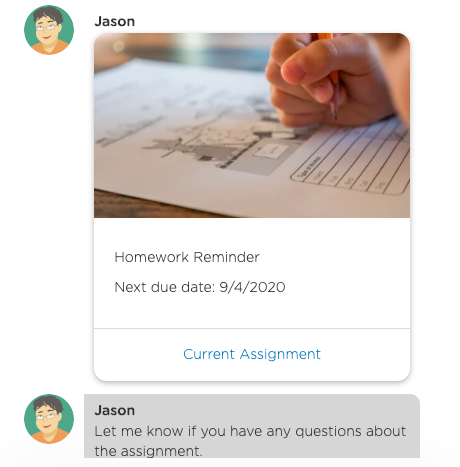 Jason
Homework Reminder
Next due date: 9/4/2020
Current Assignment
Jason
Let me know if you have any questions about
the assignment.